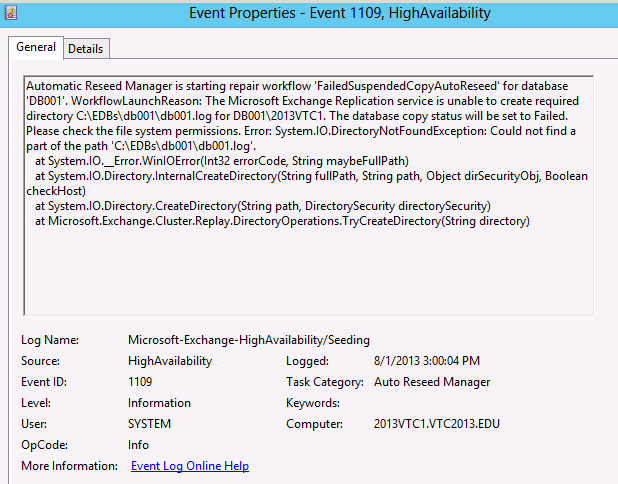 Event Properties - Event 1109, HighAvailability
General
Details
Automatic Reseed Manager is starting repair workflow 'FailedSuspendedCopyAutoReseed' for database
'DB001'. WorkflowLaunchReason: The Microsoft Exchange Replication service is unable to create required
directory C:\EDBs\db001\db001.log for DB001\2013VTC1. The database copy status will be set to Failed.
Please check the file system permissions. Error: System.IO.DirectoryNotFoundException: Could not find a
part of the path 'C:\EDBs\db001\db001.log'.
at System.IO.__Error.WinIOError(Int32 errorCode, String maybeFullPath)
at System.IO.Directory.InternalCreateDirectory(String fullPath, String path, Object dirSecurityObj, Boolean
checkHost)
at System.IO.Directory.CreateDirectory(String path, DirectorySecurity directorySecurity)
at Microsoft.Exchange.Cluster.Replay.DirectoryOperations.TryCreateDirectory(String directory)
Log Name: Microsoft-Exchange-HighAvailability/Seeding
Source: HighAvailability Logged: 8/1/2013 3:00:04 PM
Event ID: 1109 Task Category: Auto Reseed Manager
Level: Information Keywords:
User: SYSTEM Computer: 2013VTC1.VTC2013.EDU
OpCode: Info
More Information: Event Log Online Help